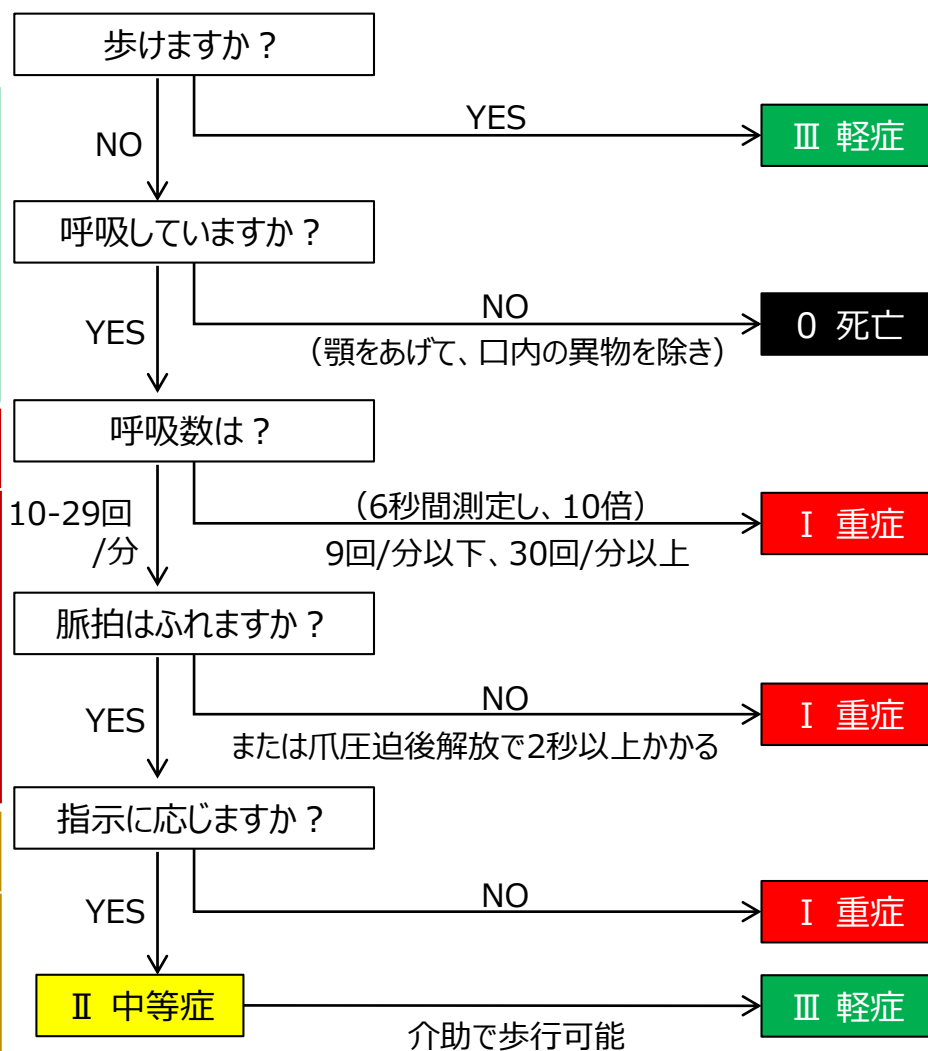 歩けますか？
YES
Ⅲ 軽症
NO
呼吸していますか？
NO
0 死亡
YES
（顎をあげて、口内の異物を除き）
呼吸数は？
10-29回
/分
（6秒間測定し、10倍）
Ⅰ 重症
9回/分以下、30回/分以上
脈拍はふれますか？
NO
Ⅰ 重症
YES
または爪圧迫後解放で2秒以上かかる
指示に応じますか？
NO
Ⅰ 重症
YES
Ⅱ 中等症
Ⅲ 軽症
介助で歩行可能